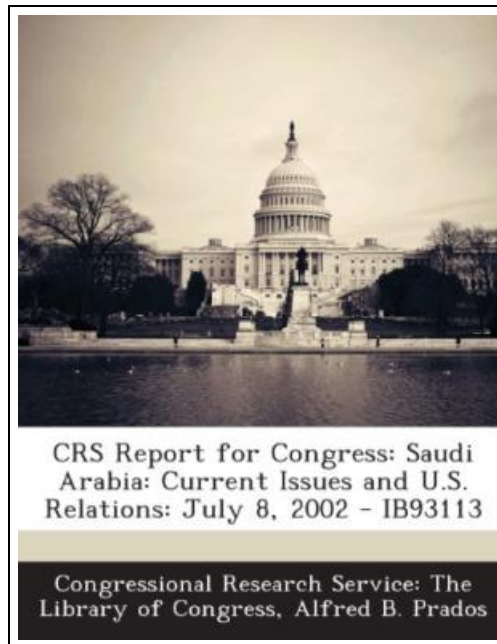 CRS Report for Congress: Saudi
Arabia: Current Issues and U.S.
Relations: July 8, 2002 - IB93113
Congressional Research Service: The
Library of Congress, Alfred B. Prados